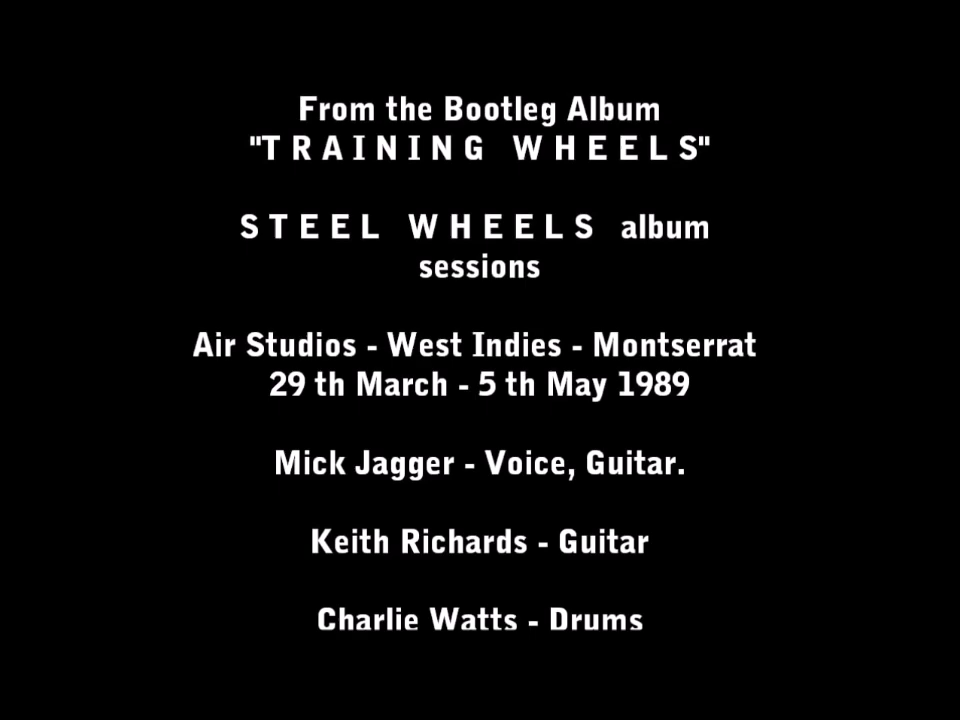 From the Bootleg Album
"T R A I N I N G W H E E L S"
S T E E L W H E E L S album
sessions
Air Studios - West Indies - Montserrat
29 th March - 5 th May 1989
Mick Jagger - Voice, Guitar.
Keith Richards - Guitar
Charlie Watts - Drums